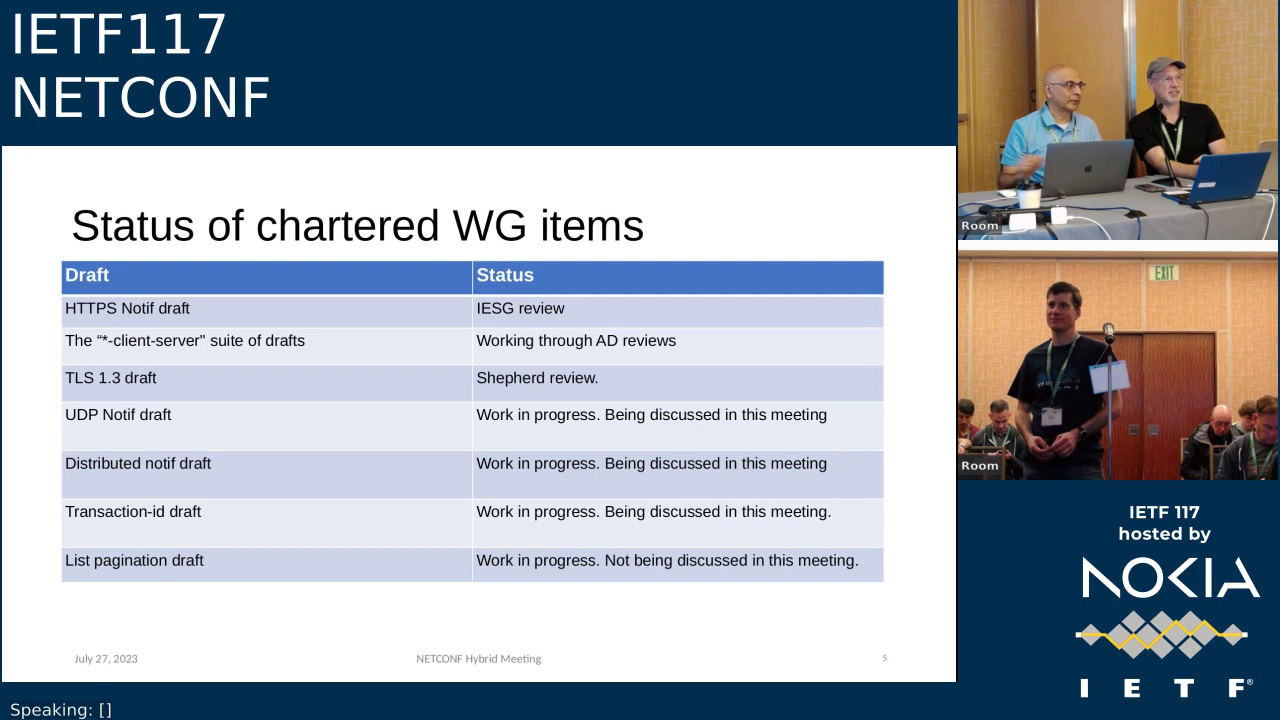 IETF117
NETCONF
Status of chartered WG items
Draft Status
HTTPS Notif draft IESG review
The “*-client-server" suite of drafts Working through AD reviews
TLS 1.3 draft Shepherd review.
UDP Notif draft Work in progress. Being discussed in this meeting
Distributed notif draft Work in progress. Being discussed in this meeting
Transaction-id draft Work in progress. Being discussed in this meeting.
List pagination draft Work in progress. Not being discussed in this meeting.
July 27, 2023 NETCONF Hybrid Meeting 5
Speaking: []
Room
EXIT
Room
IETF 117
hosted by
NOKIA
I E T F®